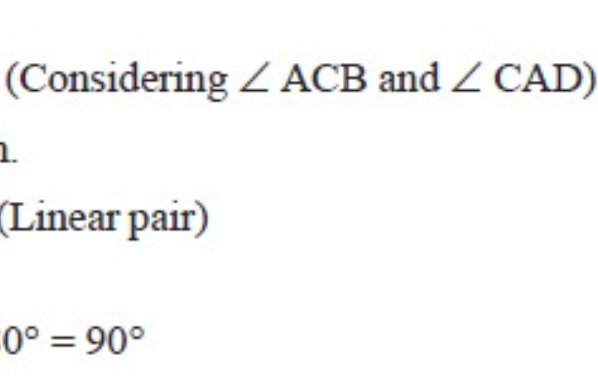 (Considering ∠ ACB and ∠ CAD)
.
(Linear pair)
0° = 90°